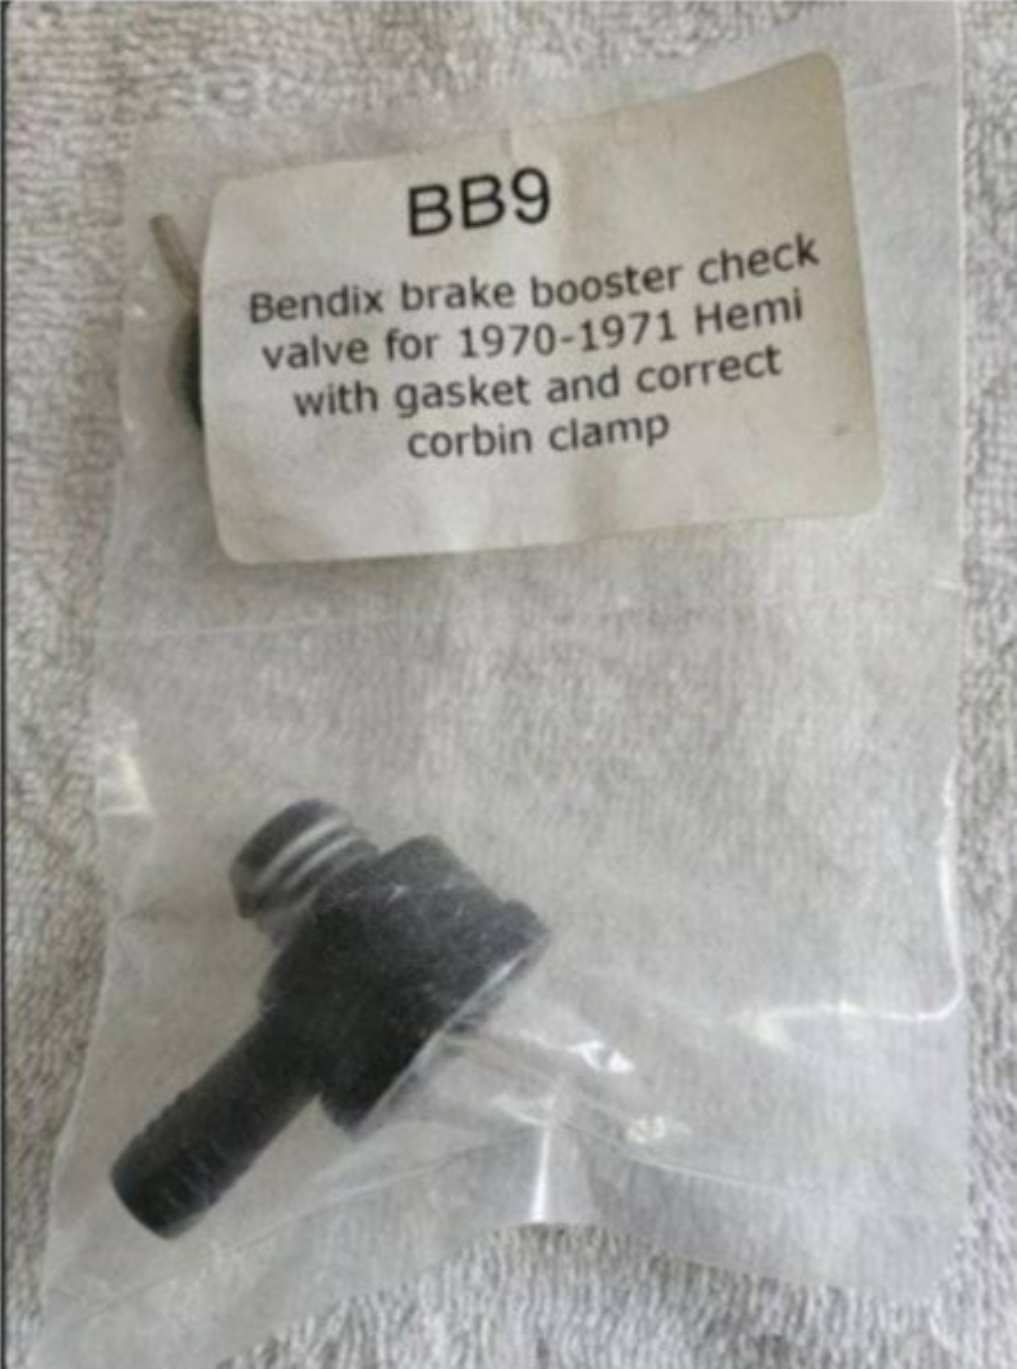 BB9
Bendix brake booster check
valve for 1970-1971 Hemi
with gasket and correct
corbin clamp